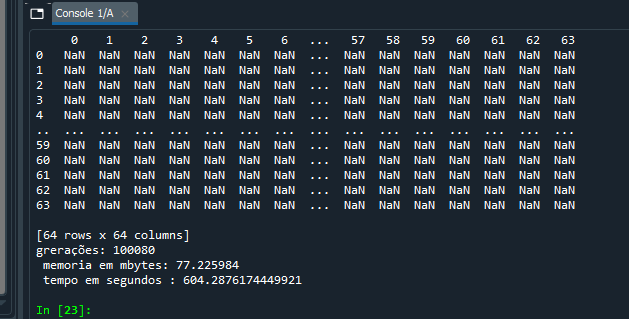 Console 1/A
0 1 2 3 4 5 6 ... 57 58 59 60 61 62 63
0 NaN NaN NaN NaN NaN NaN NaN ... NaN NaN NaN NaN NaN NaN NaN
1 NaN NaN NaN NaN NaN NaN NaN ... NaN NaN NaN NaN NaN NaN NaN
2 NaN NaN NaN NaN NaN NaN NaN ... NaN NaN NaN NaN NaN NaN NaN
3 NaN NaN NaN NaN NaN NaN NaN ... NaN NaN NaN NaN NaN NaN NaN
4 NaN NaN NaN NaN NaN NaN NaN ... NaN NaN NaN NaN NaN NaN NaN
.. ... ... ... ... ... ... ... ... ... ... ... ... ... ... ...
59 NaN NaN NaN NaN NaN NaN NaN ... NaN NaN NaN NaN NaN NaN NaN
60 NaN NaN NaN NaN NaN NaN NaN ... NaN NaN NaN NaN NaN NaN NaN
61 NaN NaN NaN NaN NaN NaN NaN ... NaN NaN NaN NaN NaN NaN NaN
62 NaN NaN NaN NaN NaN NaN NaN ... NaN NaN NaN NaN NaN NaN NaN
63 NaN NaN NaN NaN NaN NaN NaN ... NaN NaN NaN NaN NaN NaN NaN
[64 rows x 64 columns]
grerações: 100080
memoria em mbytes: 77.225984
tempo em segundos : 604.2876174449921
In [23]: